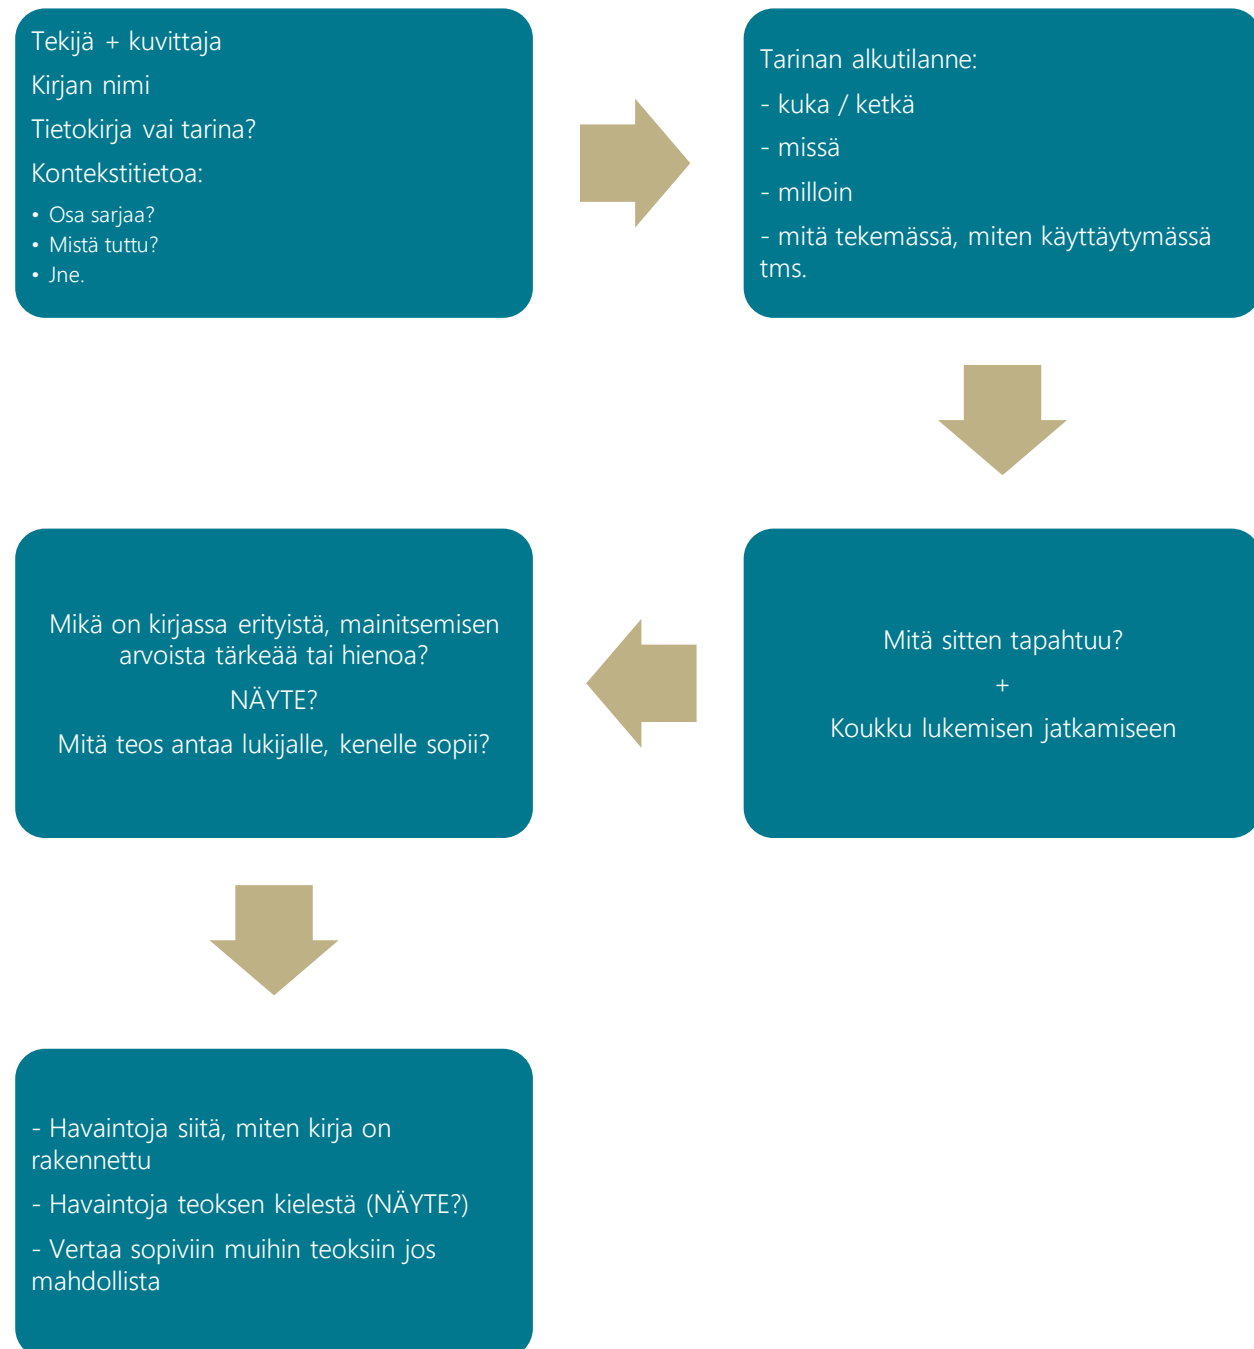 Tekijä + kuvittaja
Kirjan nimi
Tietokirja vai tarina?
Kontekstitietoa:
• Osa sarjaa?
• Mistä tuttu?
• Jne.
Tarinan alkutilanne:
- kuka / ketkä
- missä
- milloin
- mitä tekemässä, miten käyttäytymässä
tms.
Mitä sitten tapahtuu?
+
Koukku lukemisen jatkamiseen
Mikä on kirjassa erityistä, mainitsemisen
arvoista tärkeää tai hienoa?
NÄYTE?
Mitä teos antaa lukijalle, kenelle sopii?
- Havaintoja siitä, miten kirja on
rakennettu
- Havaintoja teoksen kielestä (NÄYTE?)
- Vertaa sopiviin muihin teoksiin jos
mahdollista